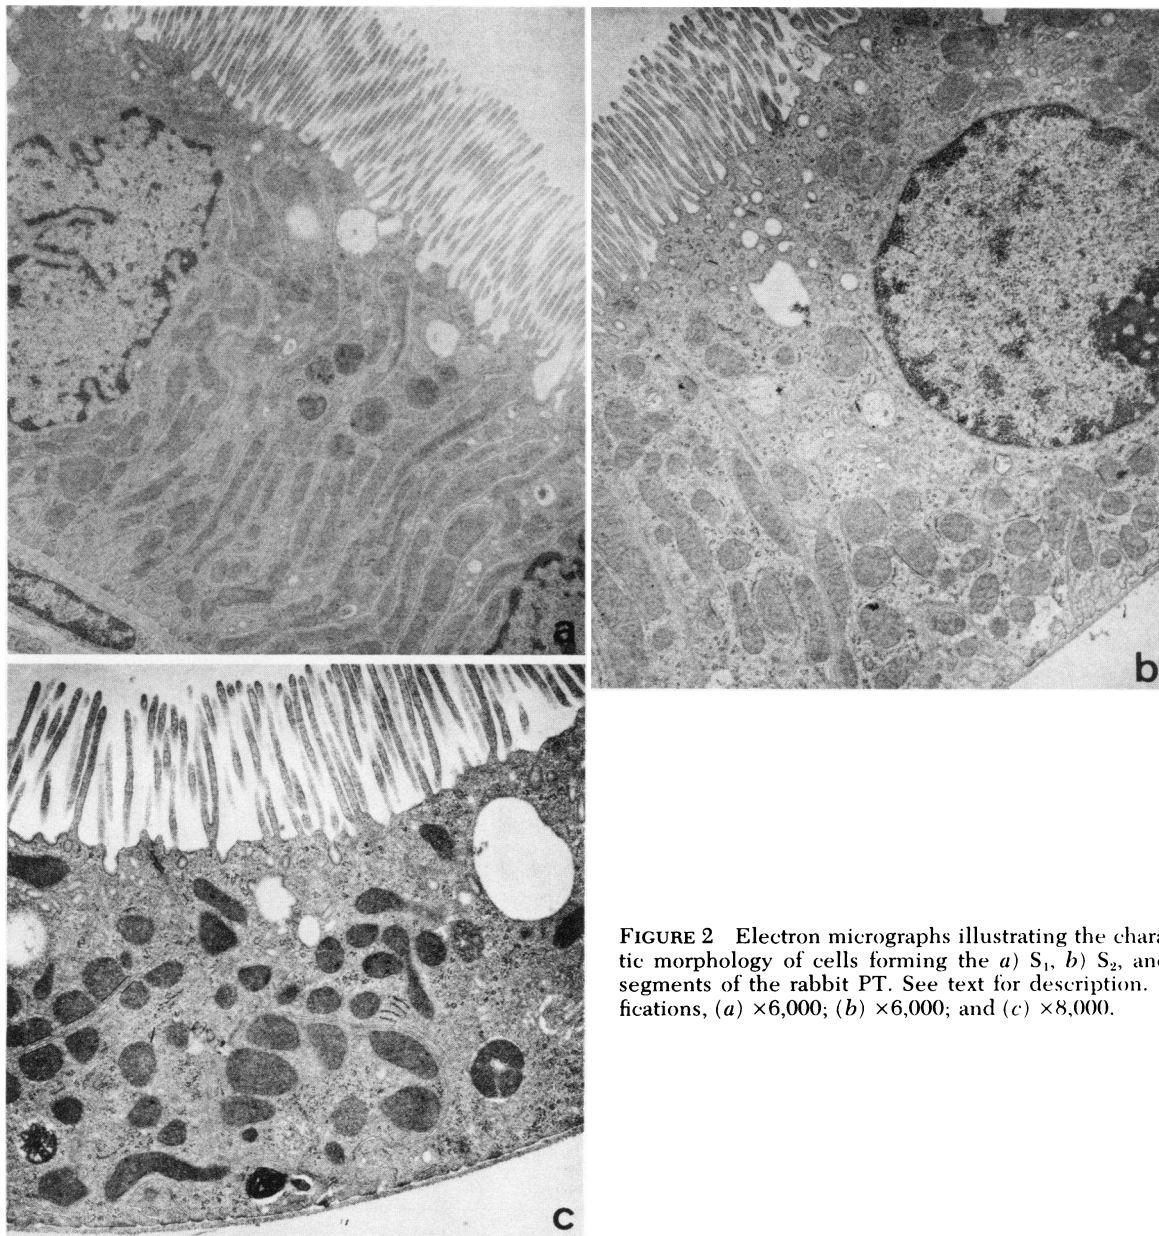 a
b
c
FIGURE 2 Electron micrographs illustrating the chara
tic morphology of cells forming the a) S₁, b) S₂, an
segments of the rabbit PT. See text for description.
fications, (a) ×6,000; (b) ×6,000; and (c) ×8,000.